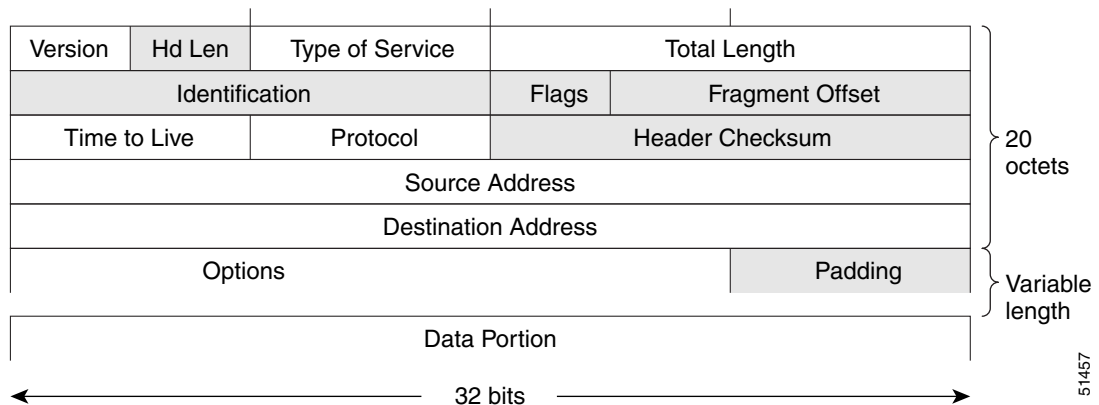 Version Hd Len Type of Service Total Length
Identification Flags Fragment Offset
Time to Live Protocol Header Checksum
20
octets
Source Address
Destination Address
Options Padding
Variable
length
Data Portion
32 bits
51457